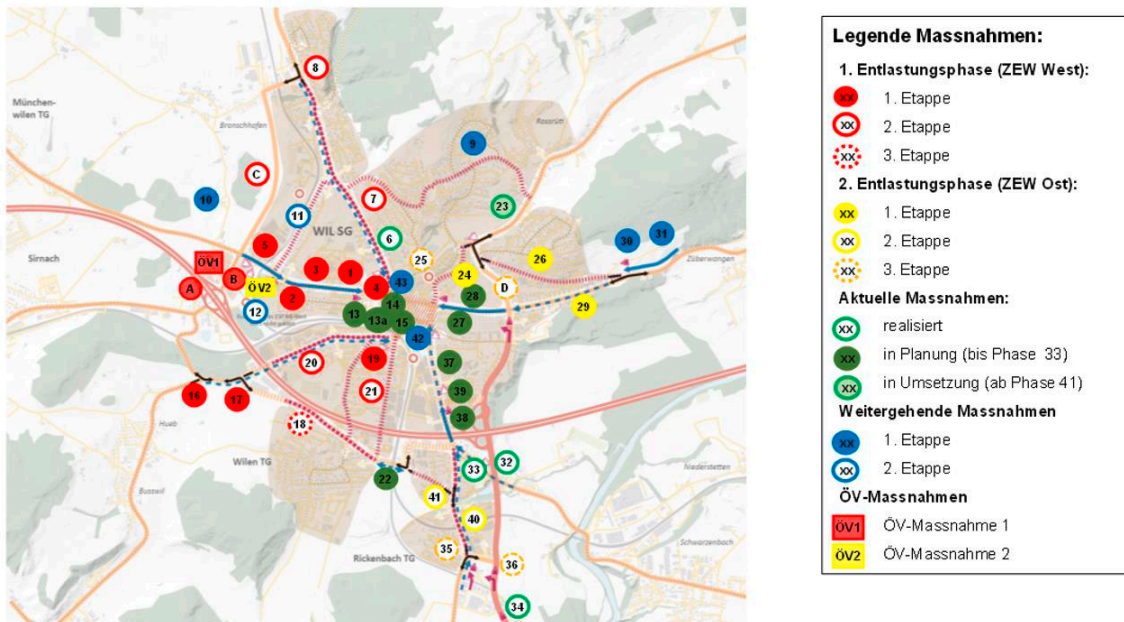 München-
wilen TG
Bronschhofen
Rossrüti
WIL SG
Sirnach
Züberwangen
Hueb
Wilen TG
Busswil
Niederstetten
Rickenbach TG
Schwarzenbach
8
9
C
10
7
23
11
6
5
ÖV1
25
30
31
3
1
26
B
A
ÖV2
4
43
24
D
2
14
28
12
13
13a
15
27
29
42
20
19
37
16
17
21
39
18
38
22
33
32
41
40
35
36
34
Legende Massnahmen:
1. Entlastungsphase (ZEW West):
xx 1. Etappe
xx 2. Etappe
xx 3. Etappe
2. Entlastungsphase (ZEW Ost):
xx 1. Etappe
xx 2. Etappe
xx 3. Etappe
Aktuelle Massnahmen:
xx realisiert
xx in Planung (bis Phase 33)
xx in Umsetzung (ab Phase 41)
Weitergehende Massnahmen
xx 1. Etappe
xx 2. Etappe
ÖV-Massnahmen
ÖV1 ÖV-Massnahme 1
ÖV2 ÖV-Massnahme 2